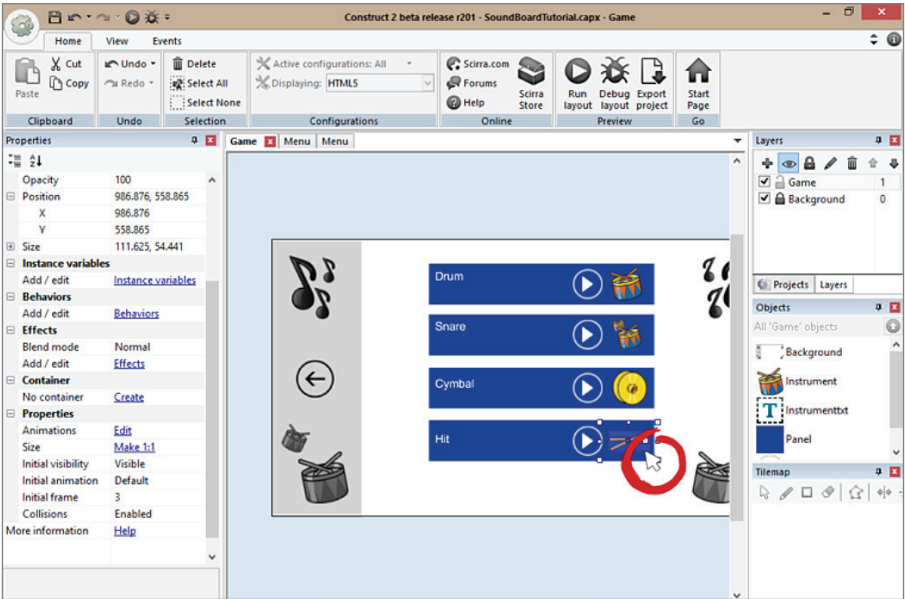 Construct 2 beta release r201 - SoundBoardTutorial.capx - Game
Home View Events
Paste
Cut
Copy
Clipboard
Undo
Redo
Undo
Delete
Select All
Select None
Selection
Active configurations: All
Displaying: HTML5
Configurations
Scirra.com
Forums
Help
Scirra Store
Online
Run layout
Debug layout
Export project
Preview
Start Page
Go
Properties
Opacity 100
Position 986.876, 558.865
X 986.876
Y 558.865
Size 111.625, 54.441
Instance variables
Add / edit Instance variables
Behaviors
Add / edit Behaviors
Effects
Blend mode Normal
Add / edit Effects
Container
No container Create
Properties
Animations Edit
Size Make 1:1
Initial visibility Visible
Initial animation Default
Initial frame 3
Collisions Enabled
More information Help
Game Menu Menu
Drum
Snare
Cymbal
Hit
Layers
Game 1
Background 0
Projects Layers
Objects
All 'Game' objects
Background
Instrument
T Instrumenttxt
Panel
Tilemap